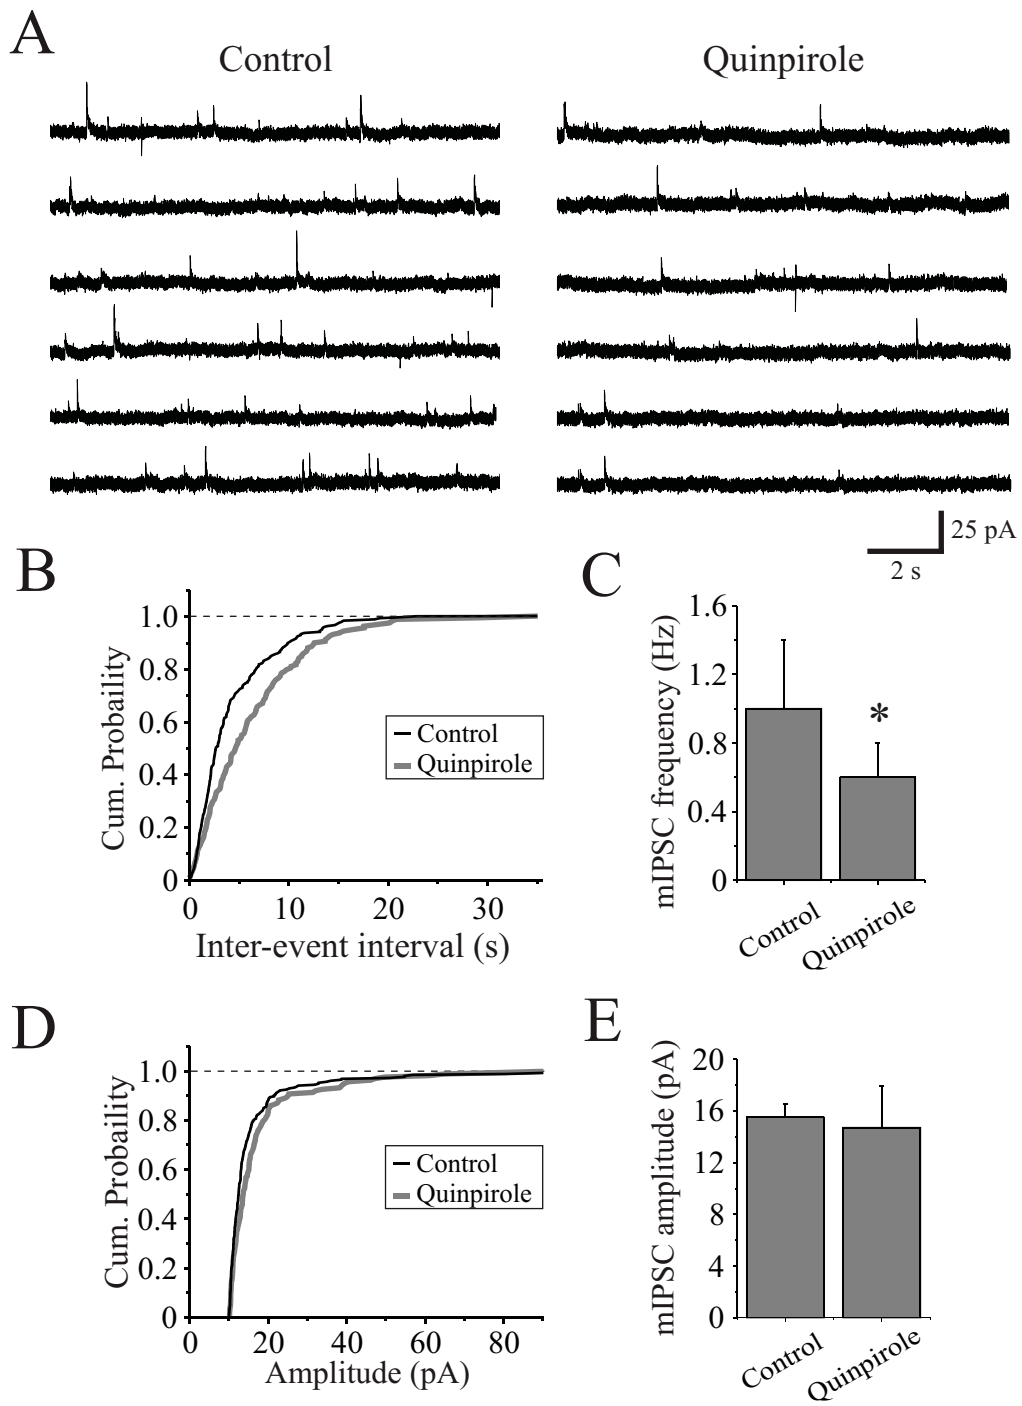 A
Control
Quinpirole
25 pA
2 s
B
1.0
0.8
0.6
0.4
0.2
0
Cum. Probaility
Control
Quinpirole
0
10
20
30
Inter-event interval (s)
C
1.6
1.2
0.8
0.4
0
mIPSC frequency (Hz)
*
Control
Quinpirole
D
1.0
0.8
0.6
0.4
0.2
0
Cum. Probaility
Control
Quinpirole
0
20
40
60
80
Amplitude (pA)
E
20
16
12
8
4
0
mIPSC amplitude (pA)
Control
Quinpirole